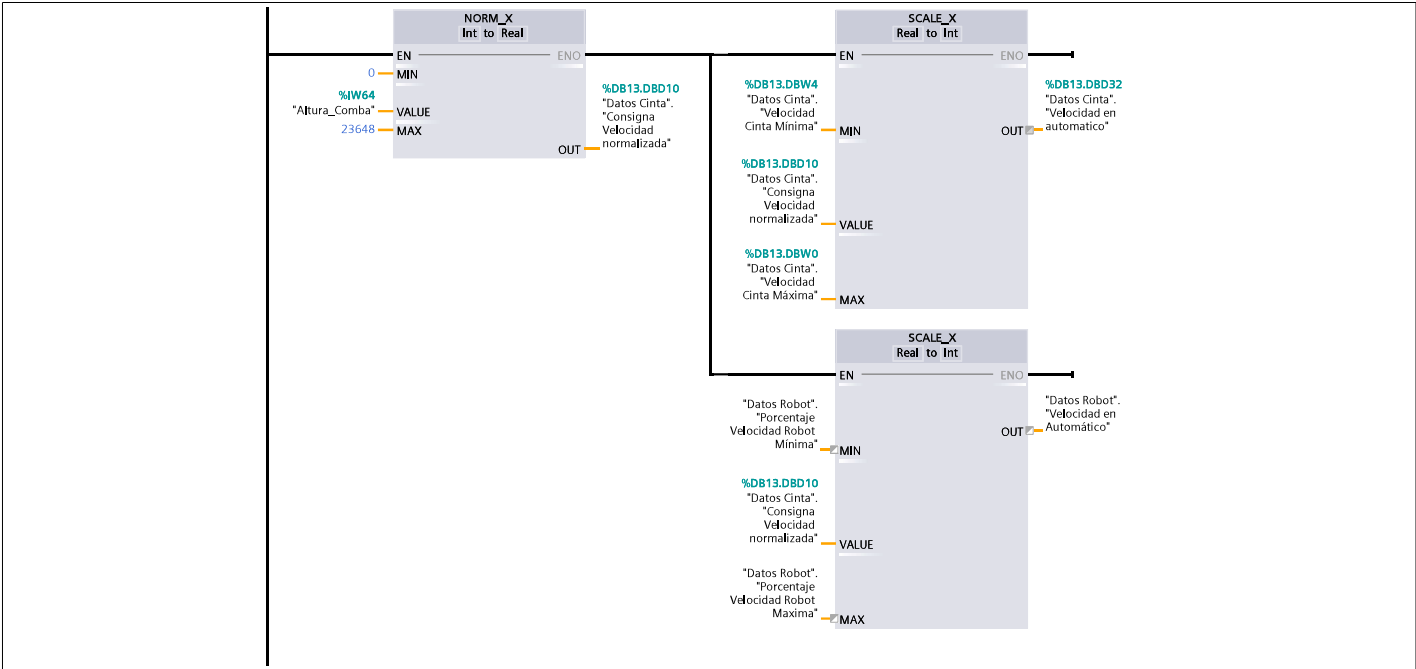 NORM_X
Int to Real
EN
ENO
0
MIN
%IW64
"Altura_Comba"
VALUE
23648
MAX
%DB13.DBD10
"Datos Cinta".
"Consigna
Velocidad
normalizada"
OUT
SCALE_X
Real to Int
EN
ENO
%DB13.DBW4
"Datos Cinta".
"Velocidad
Cinta Mínima"
MIN
%DB13.DBD32
"Datos Cinta".
"Velocidad en
automatico"
OUT
%DB13.DBD10
"Datos Cinta".
"Consigna
Velocidad
normalizada"
VALUE
%DB13.DBW0
"Datos Cinta".
"Velocidad
Cinta Máxima"
MAX
SCALE_X
Real to Int
EN
ENO
"Datos Robot".
"Porcentaje
Velocidad Robot
Mínima"
MIN
"Datos Robot".
"Velocidad en
Automático"
OUT
%DB13.DBD10
"Datos Cinta".
"Consigna
Velocidad
normalizada"
VALUE
"Datos Robot".
"Porcentaje
Velocidad Robot
Maxima"
MAX